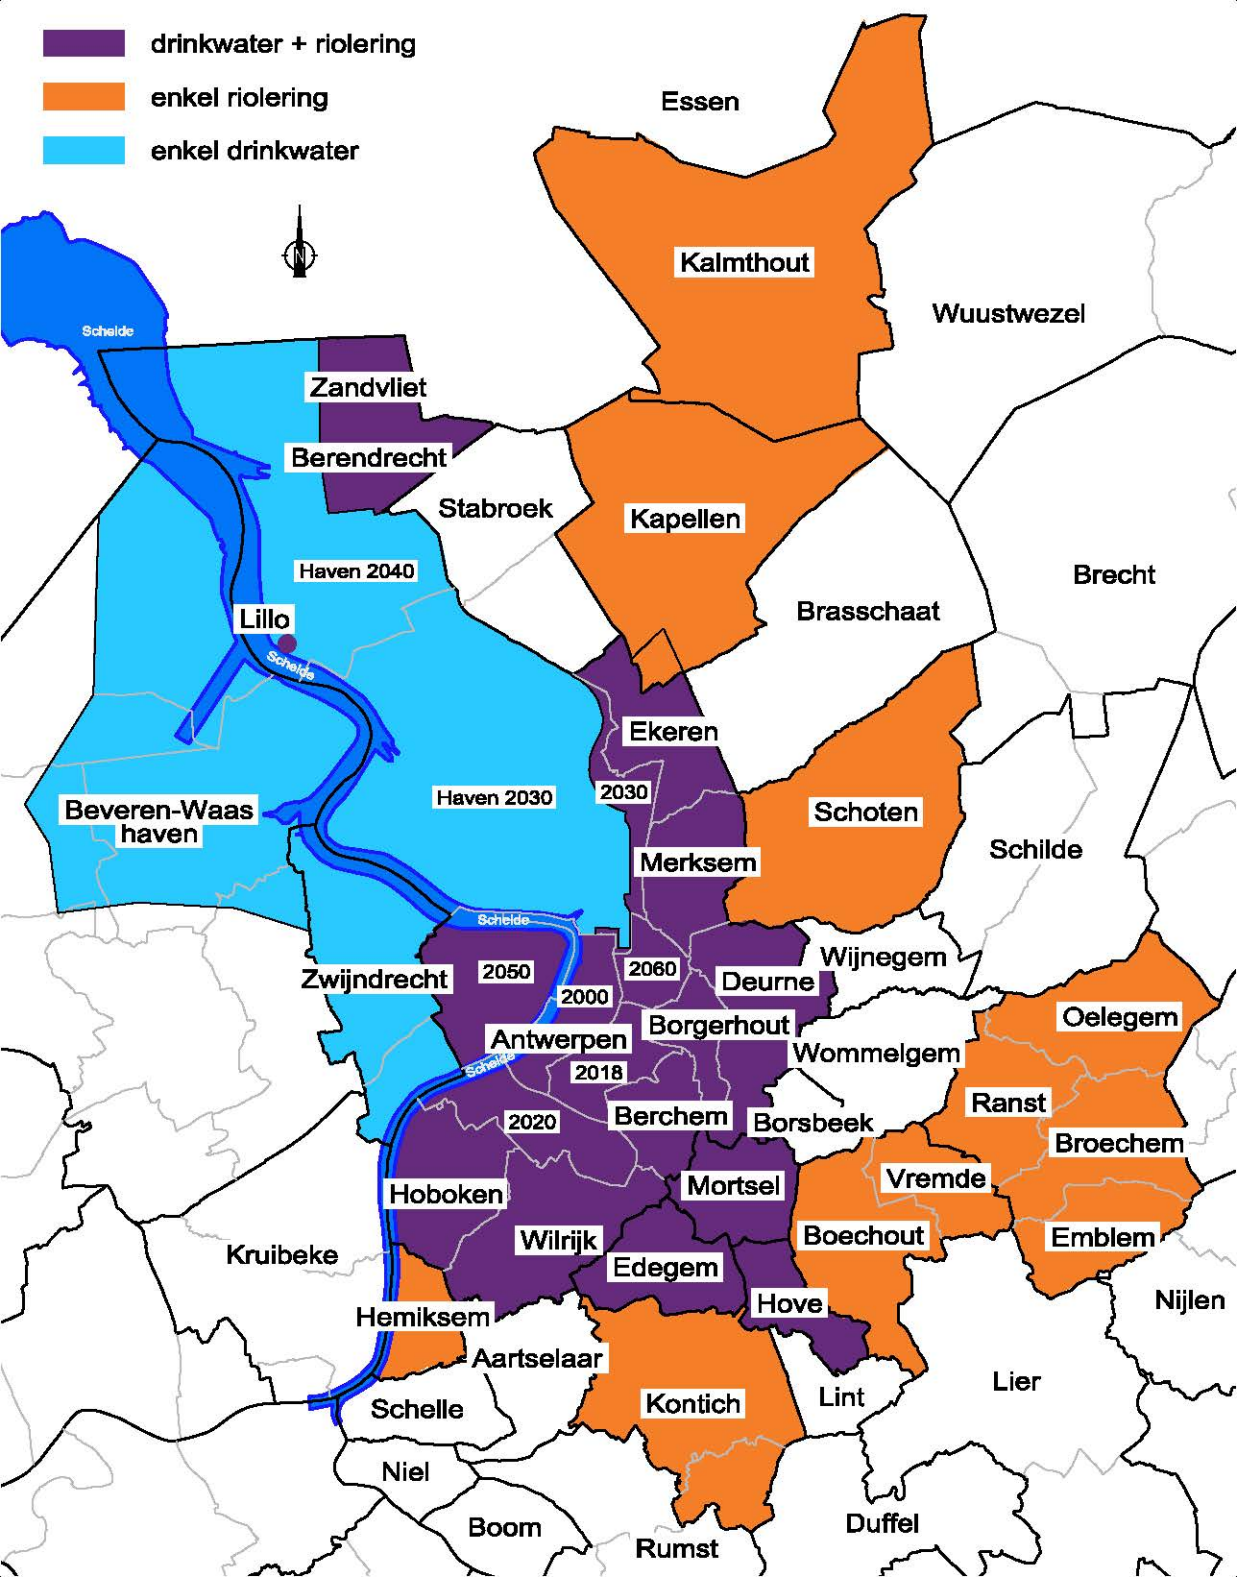 drinkwater + riolering
enkel riolering
enkel drinkwater
N
Essen
Kalmthout
Wuustwezel
Schelde
Zandvliet
Berendrecht
Stabroek
Kapellen
Haven 2040
Brecht
Brasschaat
Lillo
Schelde
Ekeren
2030
Haven 2030
Beveren-Waas
haven
Schoten
Merksem
Schilde
Schelde
Wijnegem
Zwijndrecht
2050
2060
Deurne
2000
Oelegem
Borgerhout
Antwerpen
Wommelgem
Schelde
2018
Ranst
Berchem
Borsbeek
2020
Broechem
Vremde
Mortsel
Hoboken
Boechout
Emblem
Wilrijk
Kruibeke
Edegem
Nijlen
Hove
Hemiksem
Aartselaar
Lier
Lint
Kontich
Schelle
Niel
Duffel
Boom
Rumst